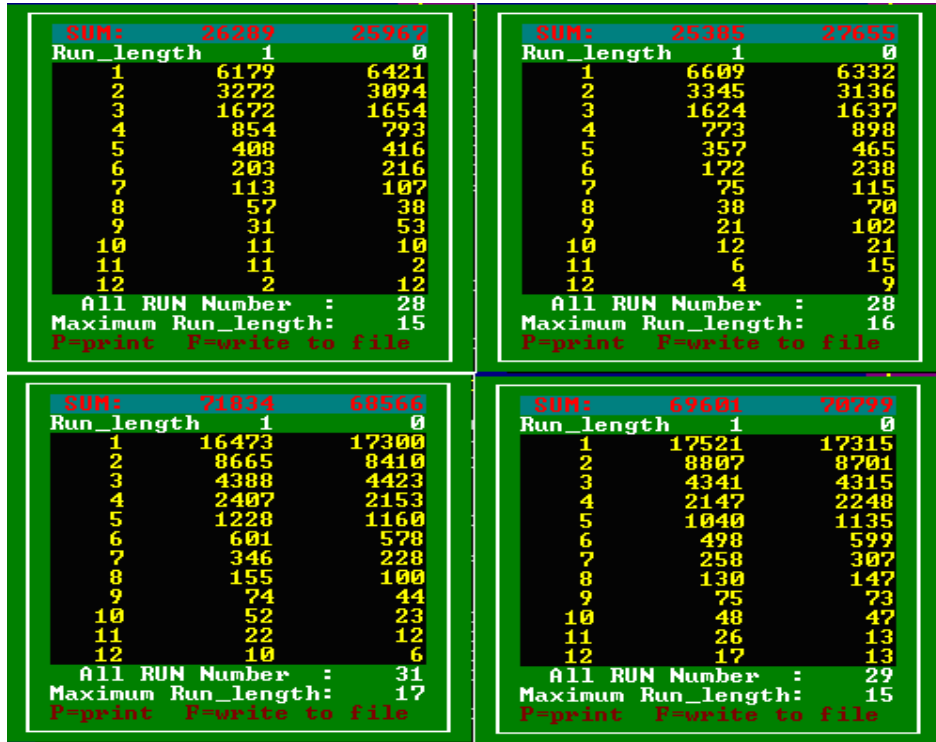 SUM: 26289 25967
Run_length 1 0
1 6179 6421
2 3272 3094
3 1672 1654
4 854 793
5 408 416
6 203 216
7 113 107
8 57 38
9 31 53
10 11 10
11 11 2
12 2 12
All RUN Number : 28
Maximum Run_length: 15
P=print F=write to file
SUM: 25385 27655
Run_length 1 0
1 6609 6332
2 3345 3136
3 1624 1637
4 773 898
5 357 465
6 172 238
7 75 115
8 38 70
9 21 102
10 12 21
11 6 15
12 4 9
All RUN Number : 28
Maximum Run_length: 16
P=print F=write to file
SUM: 71834 68566
Run_length 1 0
1 16473 17300
2 8665 8410
3 4388 4423
4 2407 2153
5 1228 1160
6 601 578
7 346 228
8 155 100
9 74 44
10 52 23
11 22 12
12 10 6
All RUN Number : 31
Maximum Run_length: 17
P=print F=write to file
SUM: 69601 70799
Run_length 1 0
1 17521 17315
2 8807 8701
3 4341 4315
4 2147 2248
5 1040 1135
6 498 599
7 258 307
8 130 147
9 75 73
10 48 47
11 26 13
12 17 13
All RUN Number : 29
Maximum Run_length: 15
P=print F=write to file